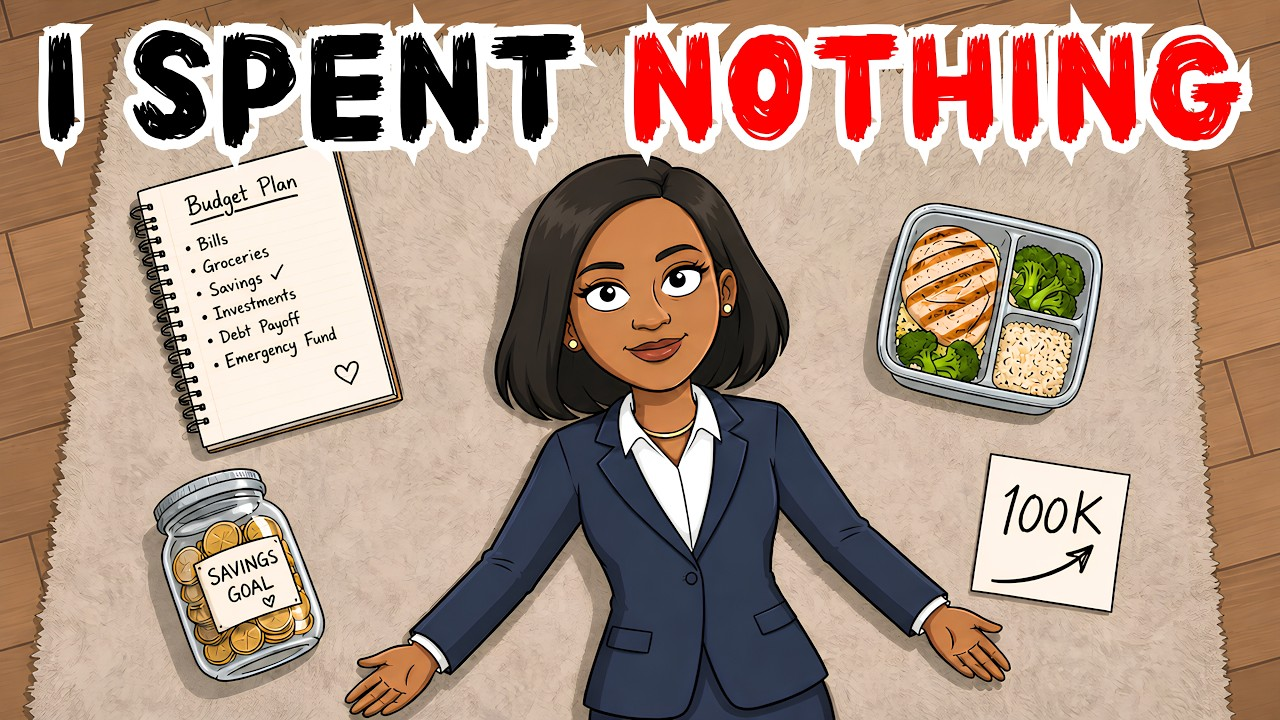 I SPENT NOTHING
Budget Plan
• Bills
• Groceries
• Savings ✓
• Investments
• Debt Payoff
• Emergency Fund
SAVINGS
GOAL
100K